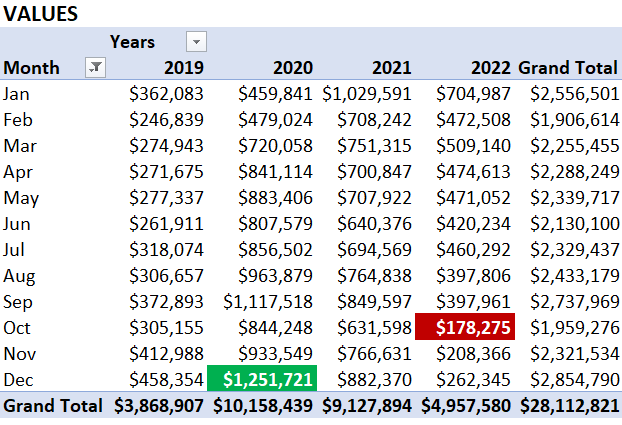 VALUES
Years
Month 2019 2020 2021 2022 Grand Total
Jan $362,083 $459,841 $1,029,591 $704,987 $2,556,501
Feb $246,839 $479,024 $708,242 $472,508 $1,906,614
Mar $274,943 $720,058 $751,315 $509,140 $2,255,455
Apr $271,675 $841,114 $700,847 $474,613 $2,288,249
May $277,337 $883,406 $707,922 $471,052 $2,339,717
Jun $261,911 $807,579 $640,376 $420,234 $2,130,100
Jul $318,074 $856,502 $694,569 $460,292 $2,329,437
Aug $306,657 $963,879 $764,838 $397,806 $2,433,179
Sep $372,893 $1,117,518 $849,597 $397,961 $2,737,969
Oct $305,155 $844,248 $631,598 $178,275 $1,959,276
Nov $412,988 $933,549 $766,631 $208,366 $2,321,534
Dec $458,354 $1,251,721 $882,370 $262,345 $2,854,790
Grand Total $3,868,907 $10,158,439 $9,127,894 $4,957,580 $28,112,821